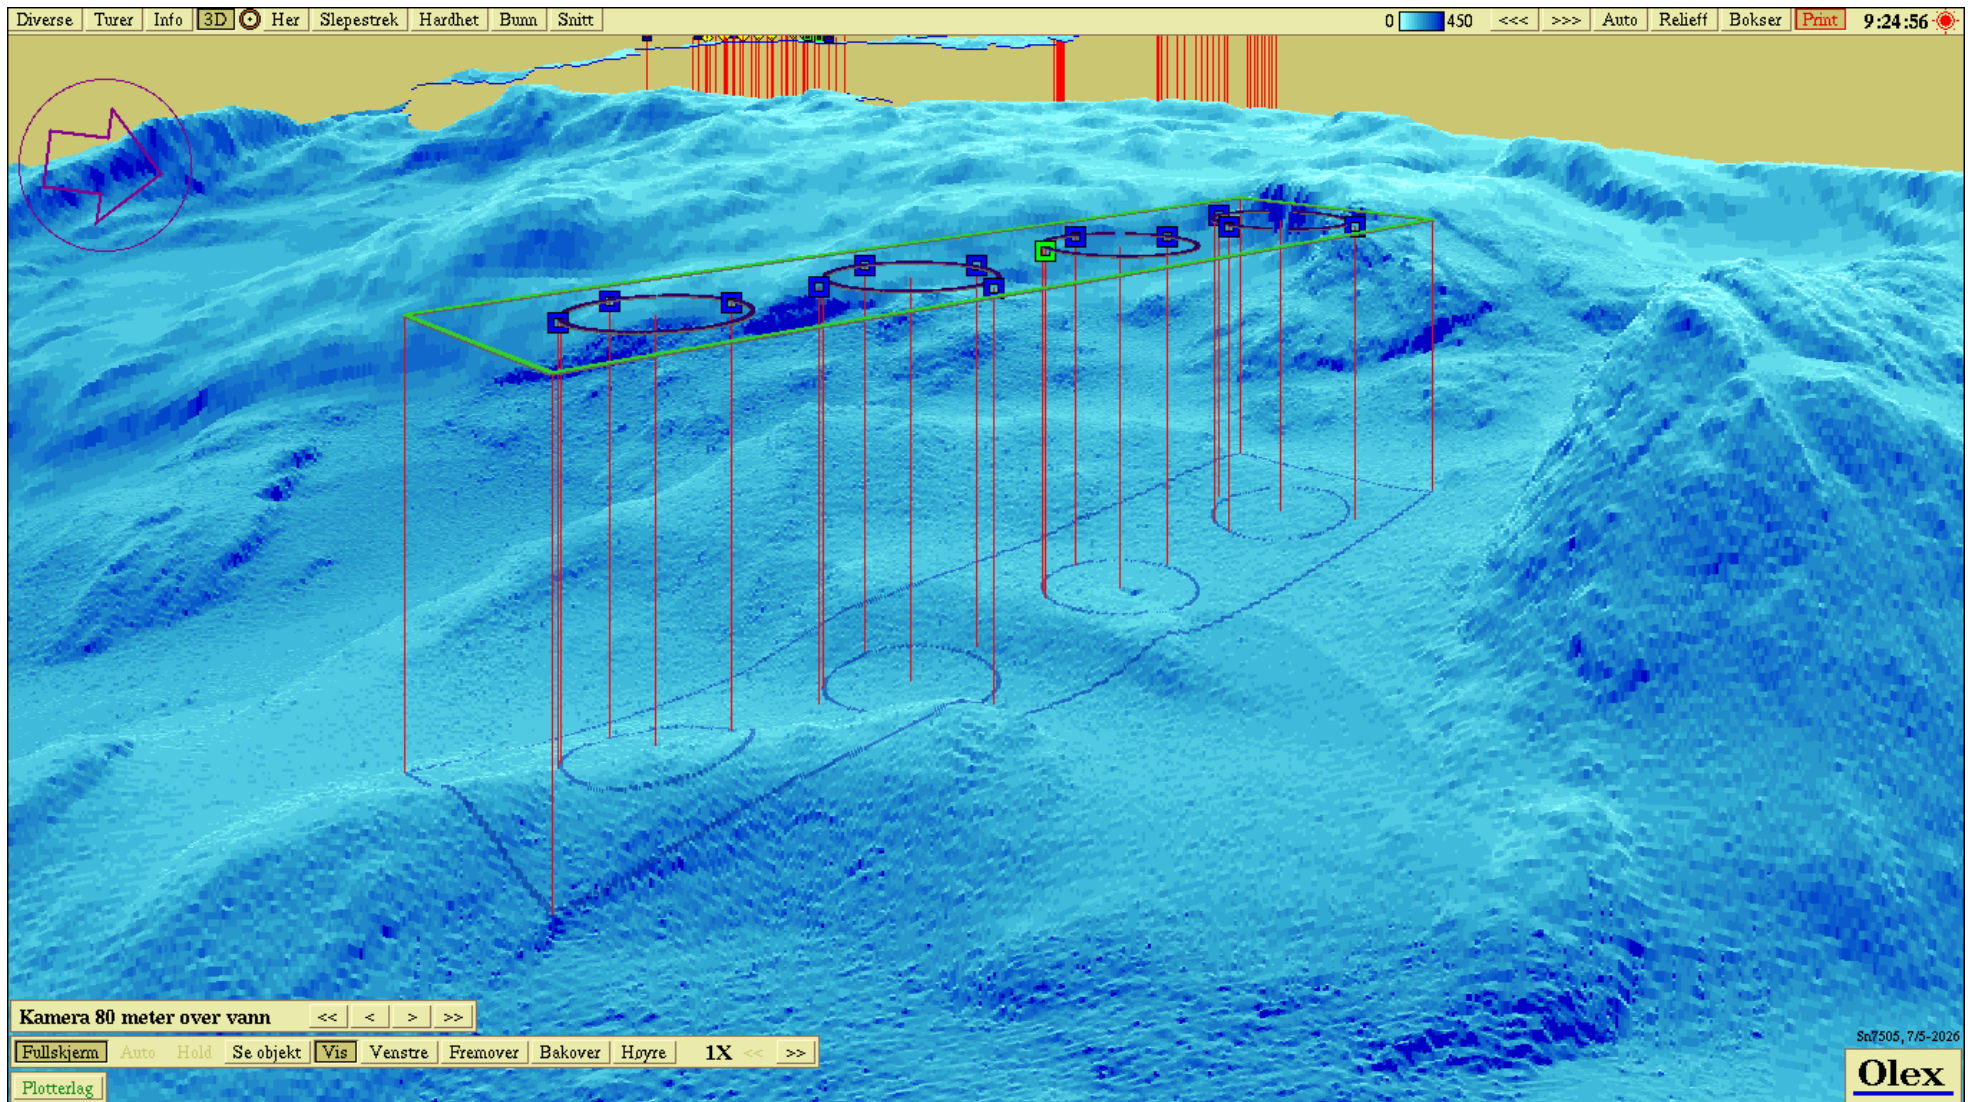 Diverse Turer Info 3D Her Slepestrek Hardhet Bunn Snitt 0 450 <<< >>> Auto Relieff Bokser Print 9:24:56
Kamera 80 meter over vann << < > >>
Fullskjerm Auto Hold Se objekt Vis Venstre Fremover Bakover Høyre 1X << >>
Plotterlag
Sn7505, 7/5-2026
Olex